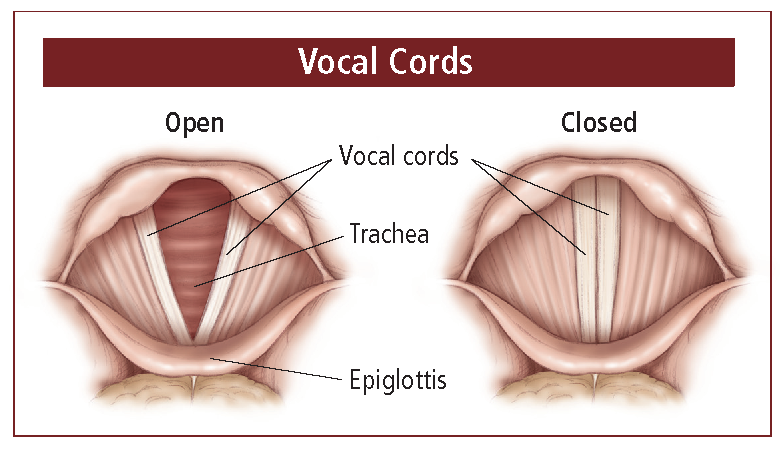 Vocal Cords
Open
Closed
Vocal cords
Trachea
Epiglottis